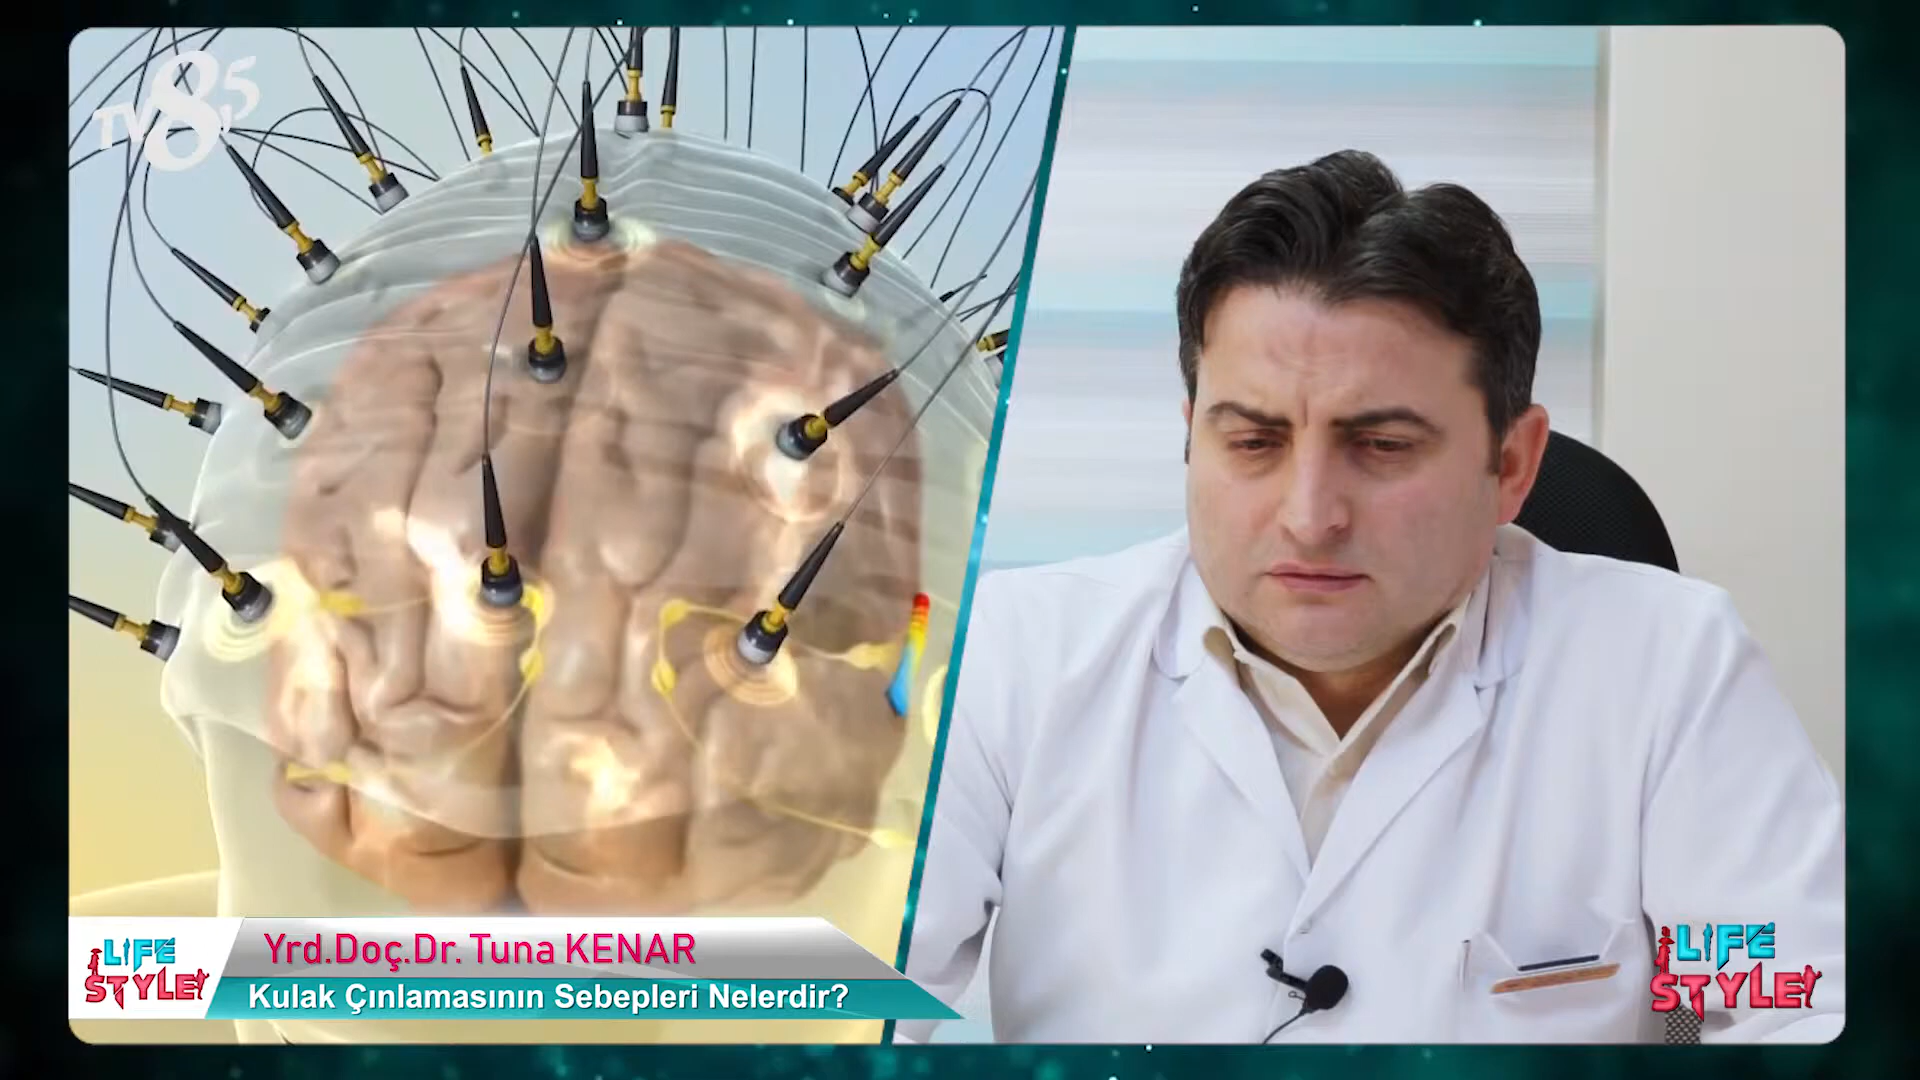 TV8,5
Yrd.Doç.Dr. Tuna KENAR
Kulak Çınlamasının Sebepleri Nelerdir?
LIFE
STYLE
LIFE
STYLE